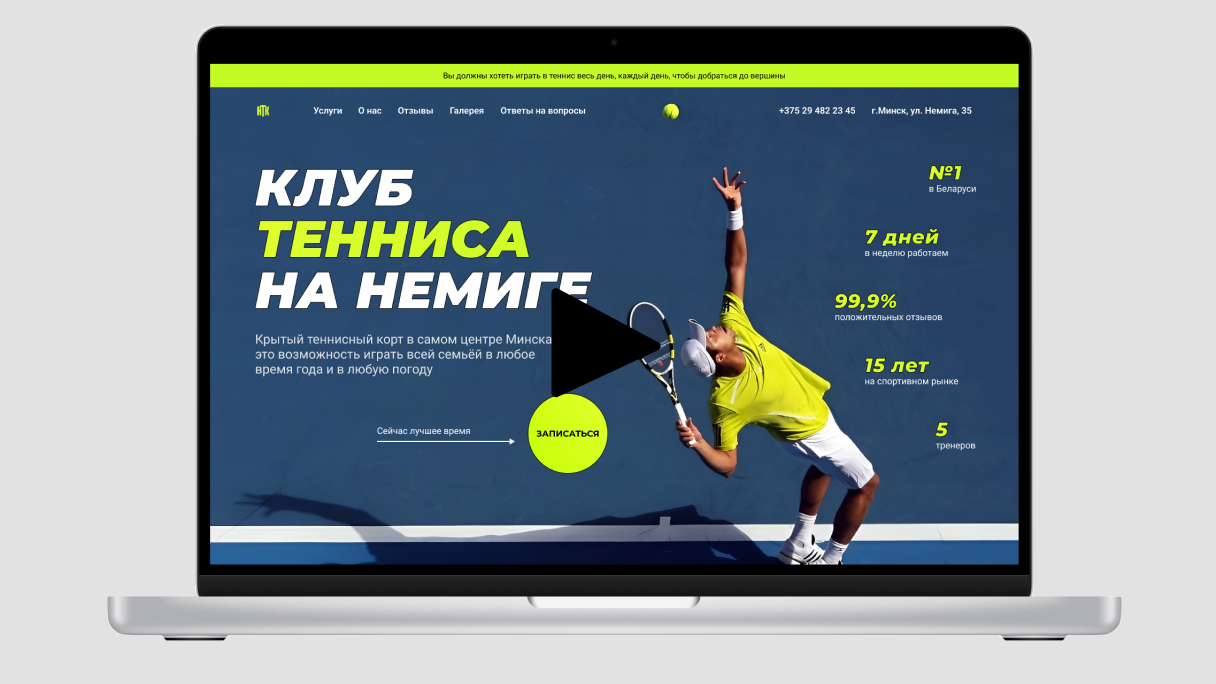 Вы должны хотеть играть в теннис весь день, каждый день, чтобы добраться до вершины
НТК
Услуги О нас Отзывы Галерея Ответы на вопросы +375 29 482 23 45 г.Минск, ул. Немига, 35
КЛУБ
ТЕННИСА
НА НЕМИГЕ
Крытый теннисный корт в самом центре Минска
это возможность играть всей семьёй в любое
время года и в любую погоду
Сейчас лучшее время
ЗАПИСАТЬСЯ
№1
в Беларуси
7 дней
в неделю работаем
99,9%
положительных отзывов
15 лет
на спортивном рынке
5
тренеров